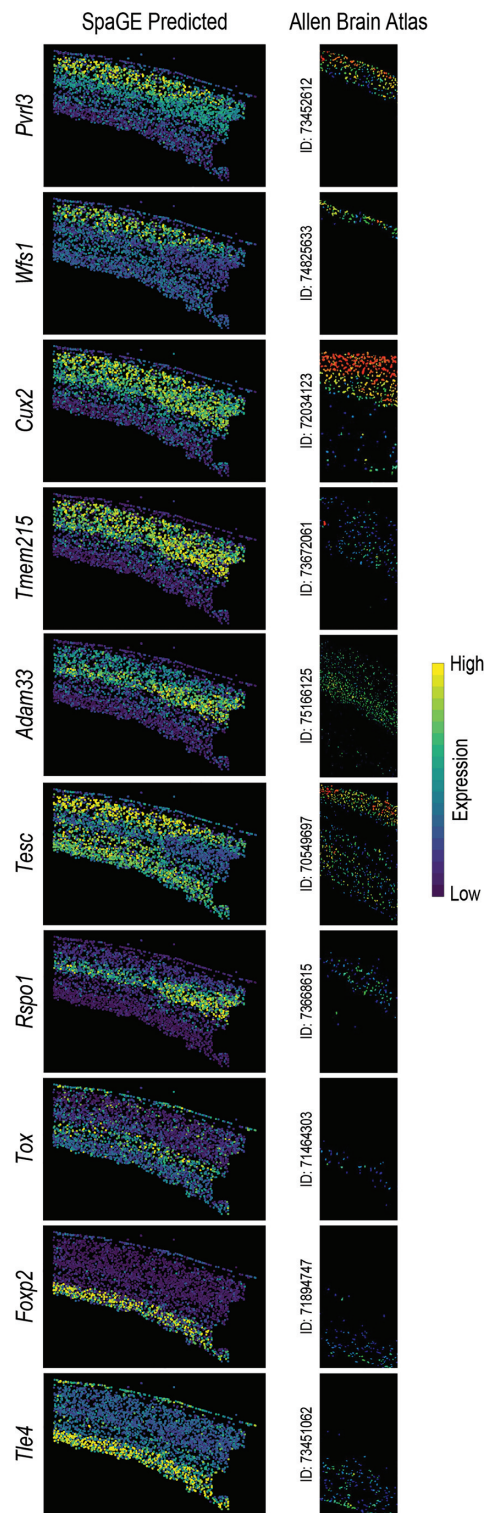 SpaGE Predicted
Allen Brain Atlas
Pvrl3
ID: 73452612
Wfs1
ID: 74825633
Cux2
ID: 72034123
Tmem215
ID: 73672061
Adam33
ID: 75166125
High
Expression
Low
Tesc
ID: 70549697
Rspo1
ID: 73668615
Tox
ID: 71464303
Foxp2
ID: 71894747
Tle4
ID: 73451062